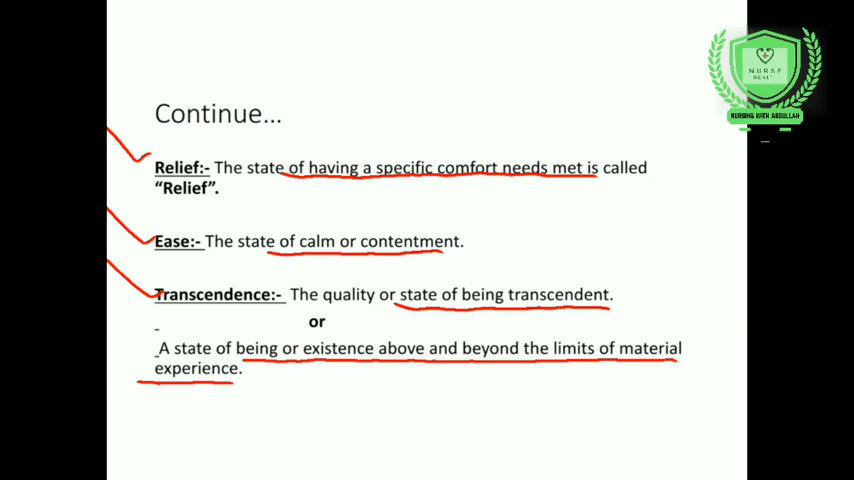 NURSE
HEALT
NURSING WITH ABDULLAH
Continue...
Relief:- The state of having a specific comfort needs met is called
“Relief”.
Ease:- The state of calm or contentment.
Transcendence:- The quality or state of being transcendent.
or
A state of being or existence above and beyond the limits of material
experience.